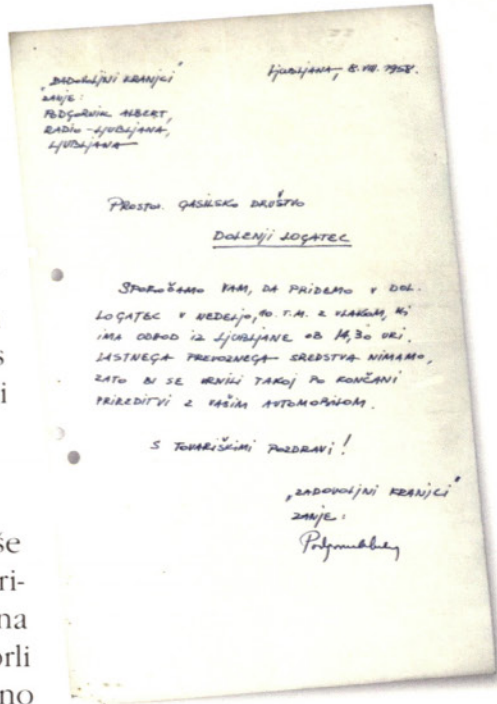 „ZADOVOLJNI KRANJCI"
ZANJE:
PODGORNIK ALBERT,
RADIO-LJUBLJANA,
LJUBLJANA
LJUBLJANA, 8. VIII. 1958.
PROSTOV. GASILSKO DRUŠTVO
DOLENJI LOGATEC
SPOROČAMO VAM, DA PRIDEMO V DOL.
LOGATEC V NEDELJO, 10. T.M. Z VLAKOM, KI
IMA ODHOD IZ LJUBLJANE OB 14,30 URI.
LASTNEGA PREVOZNEGA SREDSTVA NIMAMO,
ZATO BI SE VRNILI TAKOJ PO KONČANI
PRIREDITVI Z VAŠIM AVTOMOBILOM.
S TOVARIŠKIMI POZDRAVI!
„ZADOVOLJNI KRANJCI"
ZANJE:
s
i
še
ri-
na
orli
no